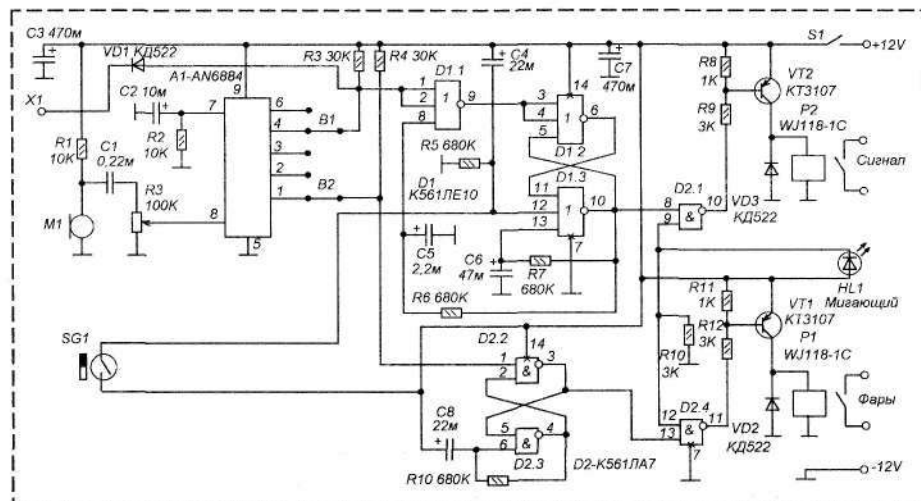 C3 470м
VD1 КД522
X1
A1-AN6884
R3 30K
R4 30K
C4
22м
C7
470м
S1
+12V
R8
1K
VT2
КТ3107
P2
WJ118-1C
R9
3K
Сигнал
VD3
КД522
C2 10м
R2
10K
R1
10K
C1
0,22м
R3
100K
M1
9
7
6
4
3
2
1
8
5
B1
B2
D1.1
1
2
8
1
9
R5 680K
D1
К561ЛЕ10
14
3
4
5
1
6
D1.2
D1.3
11
12
13
1
10
7
C5
2,2м
C6
47м
R7
680K
R6 680K
D2.1
8
9
&
10
HL1
Мигающий
R11
1K
VT1
КТ3107
R12
3K
P1
WJ118-1C
R10
3K
Фары
VD2
КД522
SG1
D2.2
14
1
2
&
3
C8
22м
5
6
&
4
D2.3
R10 680K
D2-К561ЛА7
12
13
&
11
D2.4
7
-12V